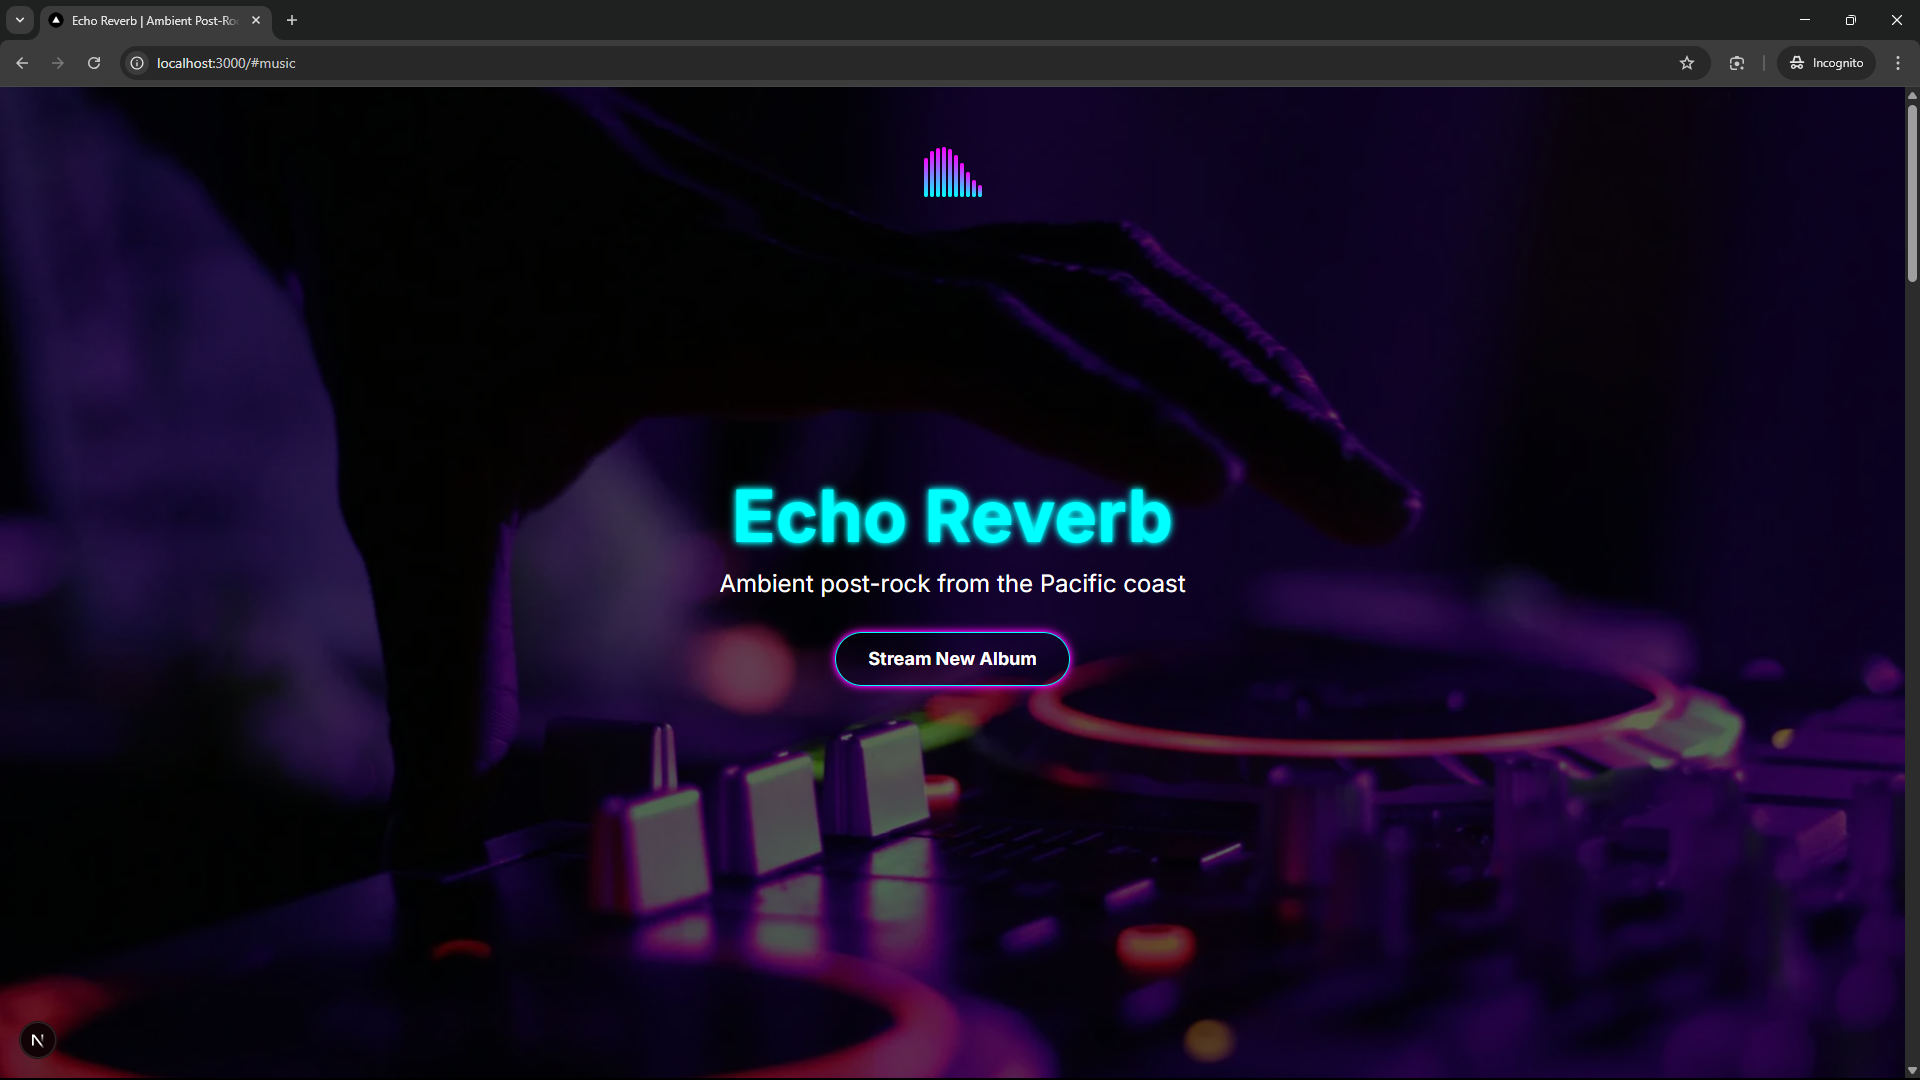 Echo Reverb | Ambient Post-Ro
localhost:3000/#music
Incognito
Echo Reverb
Ambient post-rock from the Pacific coast
Stream New Album
N